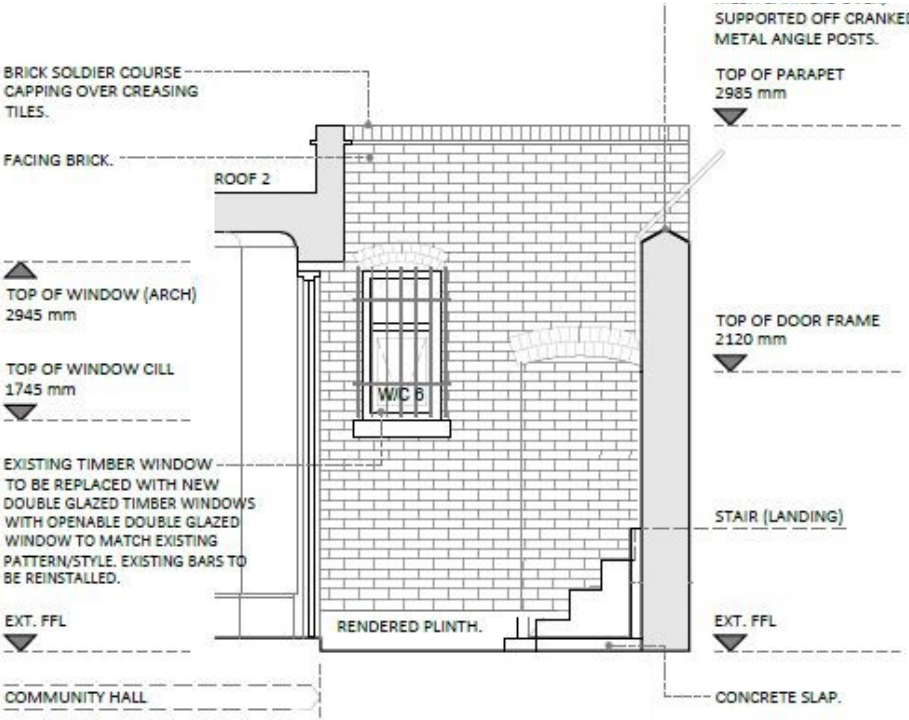 SUPPORTED OFF CRANKED
METAL ANGLE POSTS.
TOP OF PARAPET
2985 mm
BRICK SOLDIER COURSE
CAPPING OVER CREASING
TILES.
FACING BRICK.
ROOF 2
TOP OF WINDOW (ARCH)
2945 mm
TOP OF DOOR FRAME
2120 mm
TOP OF WINDOW CILL
1745 mm
W/C 6
EXISTING TIMBER WINDOW
TO BE REPLACED WITH NEW
DOUBLE GLAZED TIMBER WINDOWS
WITH OPENABLE DOUBLE GLAZED
WINDOW TO MATCH EXISTING
PATTERN/STYLE. EXISTING BARS TO
BE REINSTALLED.
STAIR (LANDING)
EXT. FFL
RENDERED PLINTH.
EXT. FFL
COMMUNITY HALL
CONCRETE SLAP.